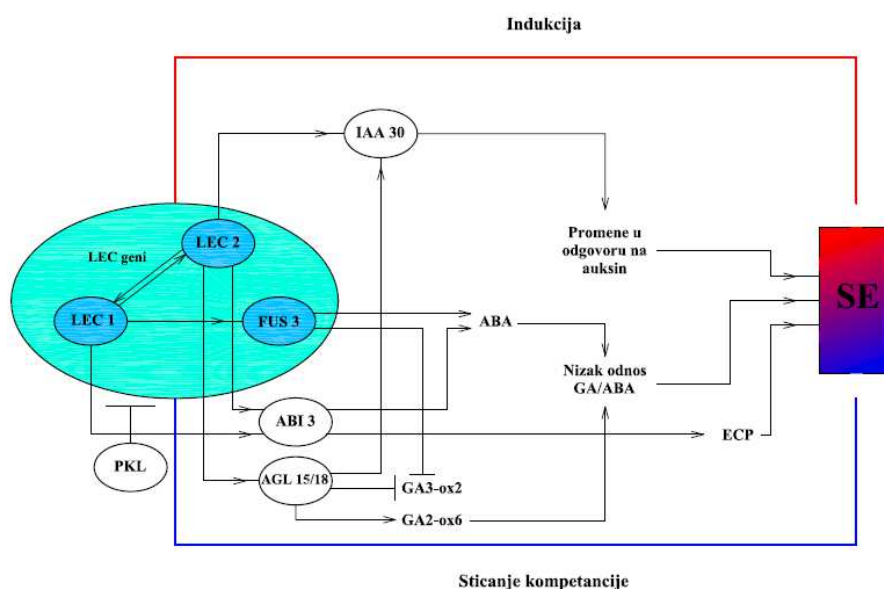 Indukcija
IAA 30
LEC 2
LEC geni
Promene u
odgovoru na
auksin
SE
LEC 1
FUS 3
ABA
Nizak odnos
GA/ABA
ABI 3
ECP
PKL
AGL 15/18
GA3-ox2
GA2-ox6
Sticanje kompetancije